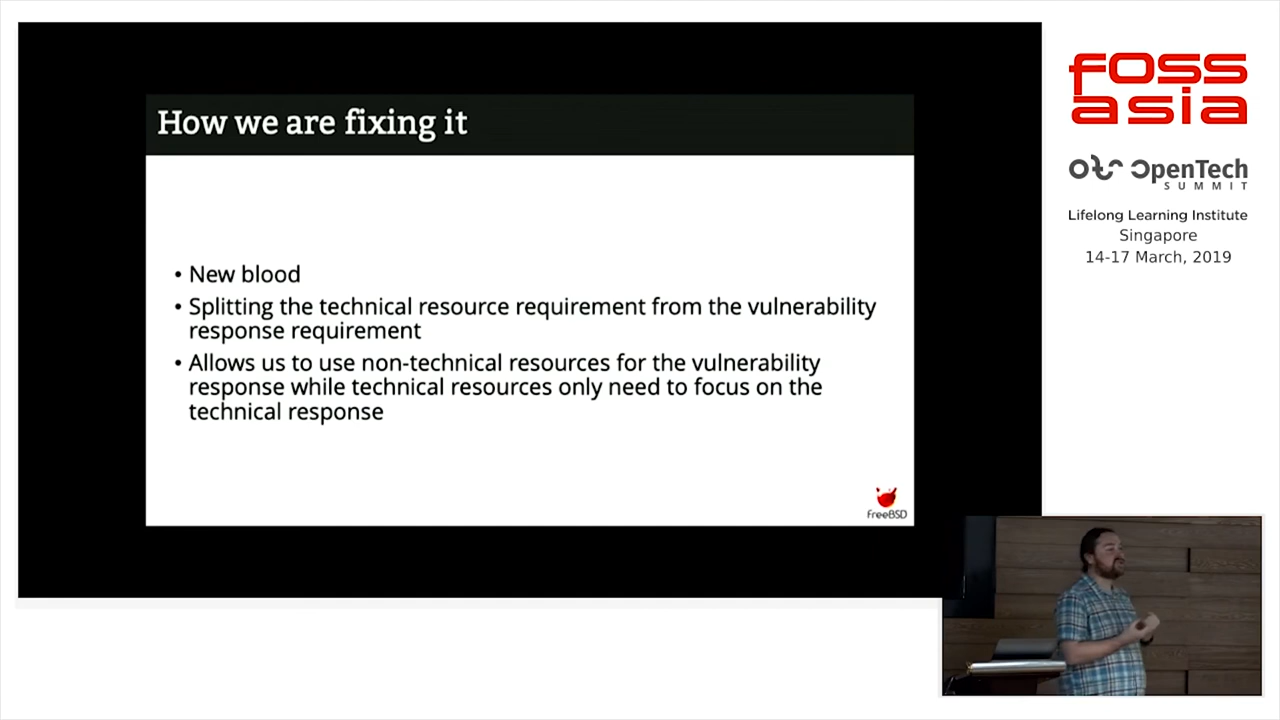 How we are fixing it
• New blood
• Splitting the technical resource requirement from the vulnerability
response requirement
• Allows us to use non-technical resources for the vulnerability
response while technical resources only need to focus on the
technical response
FreeBSD
FOSS
asia
OpenTech
SUMMIT
Lifelong Learning Institute
Singapore
14-17 March, 2019